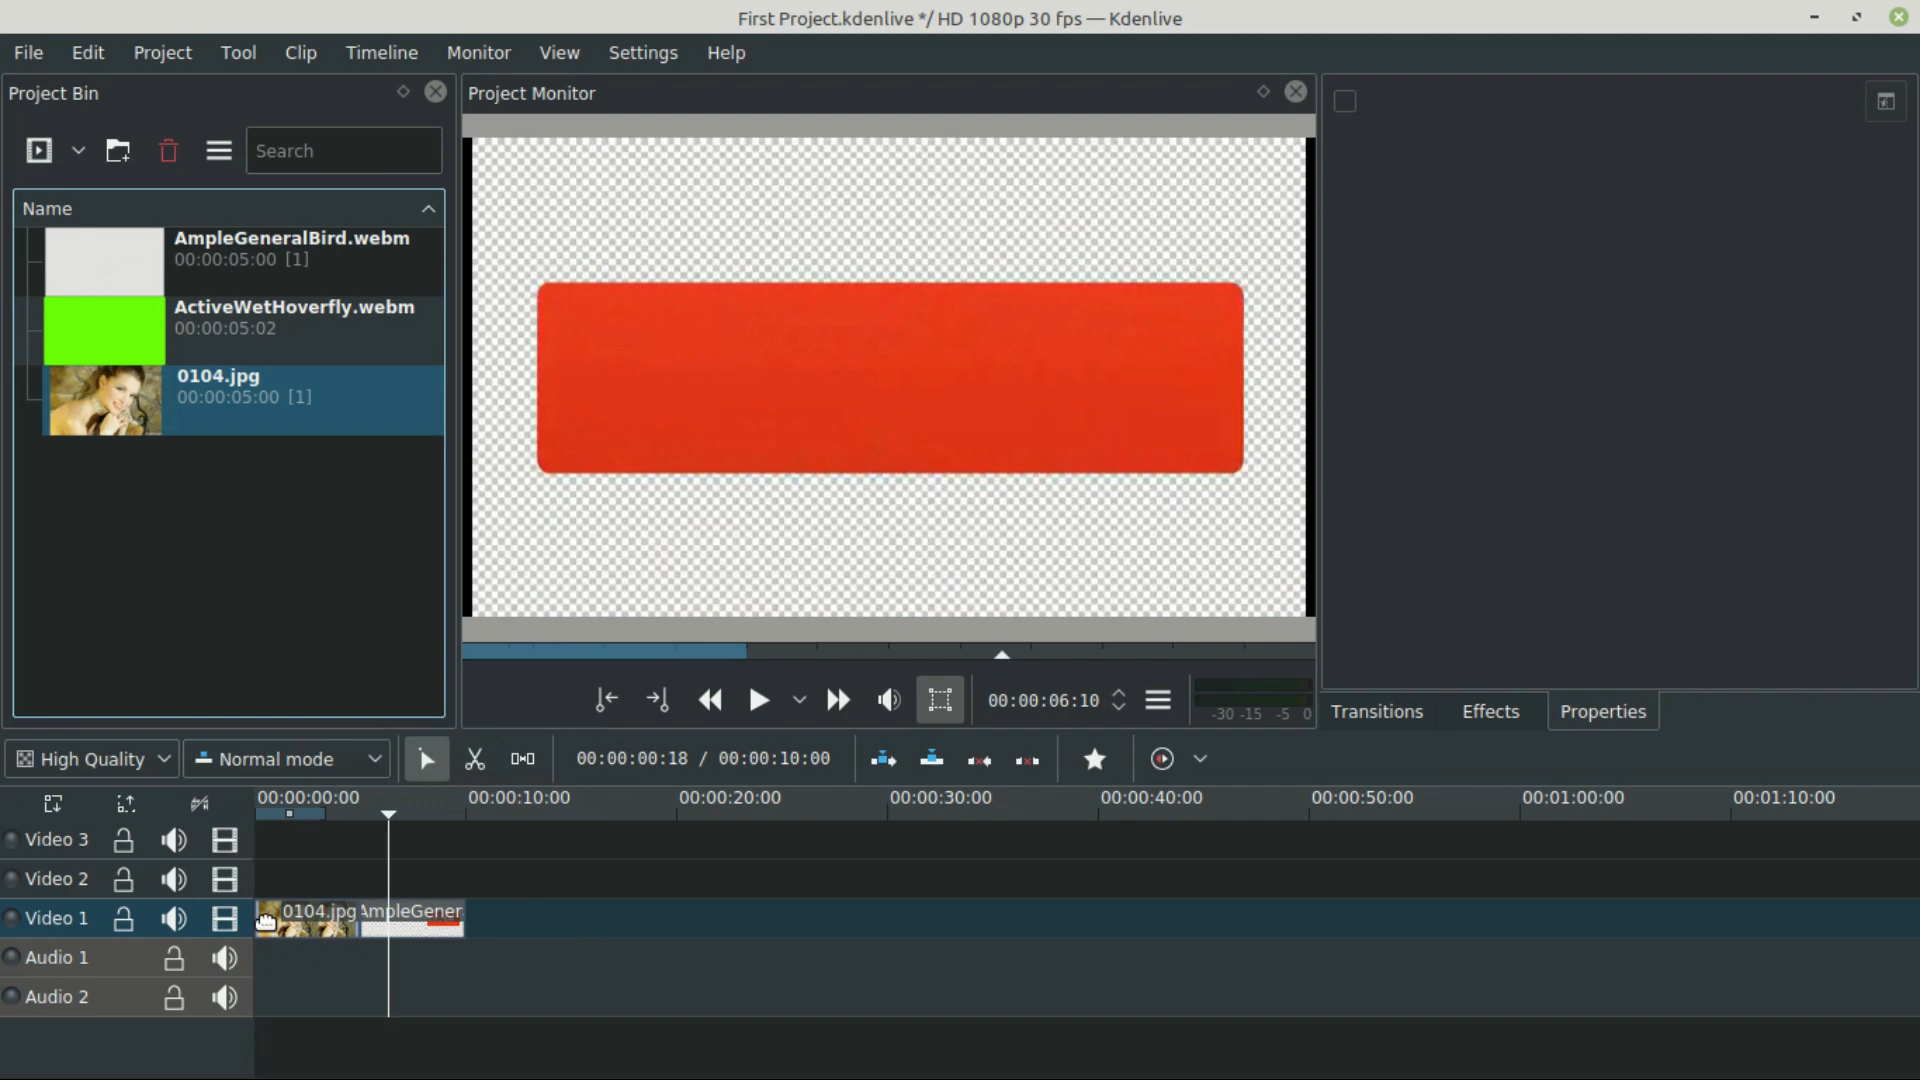 First Project.kdenlive */ HD 1080p 30 fps — Kdenlive
File Edit Project Tool Clip Timeline Monitor View Settings Help
Project Bin
Project Monitor
Search
Name
AmpleGeneralBird.webm
00:00:05:00 [1]
ActiveWetHoverfly.webm
00:00:05:02
0104.jpg
00:00:05:00 [1]
00:00:06:10
-30 -15 -5 0
Transitions Effects Properties
High Quality Normal mode 00:00:00:18 / 00:00:10:00
00:00:00:00 00:00:10:00 00:00:20:00 00:00:30:00 00:00:40:00 00:00:50:00 00:01:00:00 00:01:10:00
Video 3
Video 2
Video 1
0104.jpg AmpleGener
Audio 1
Audio 2